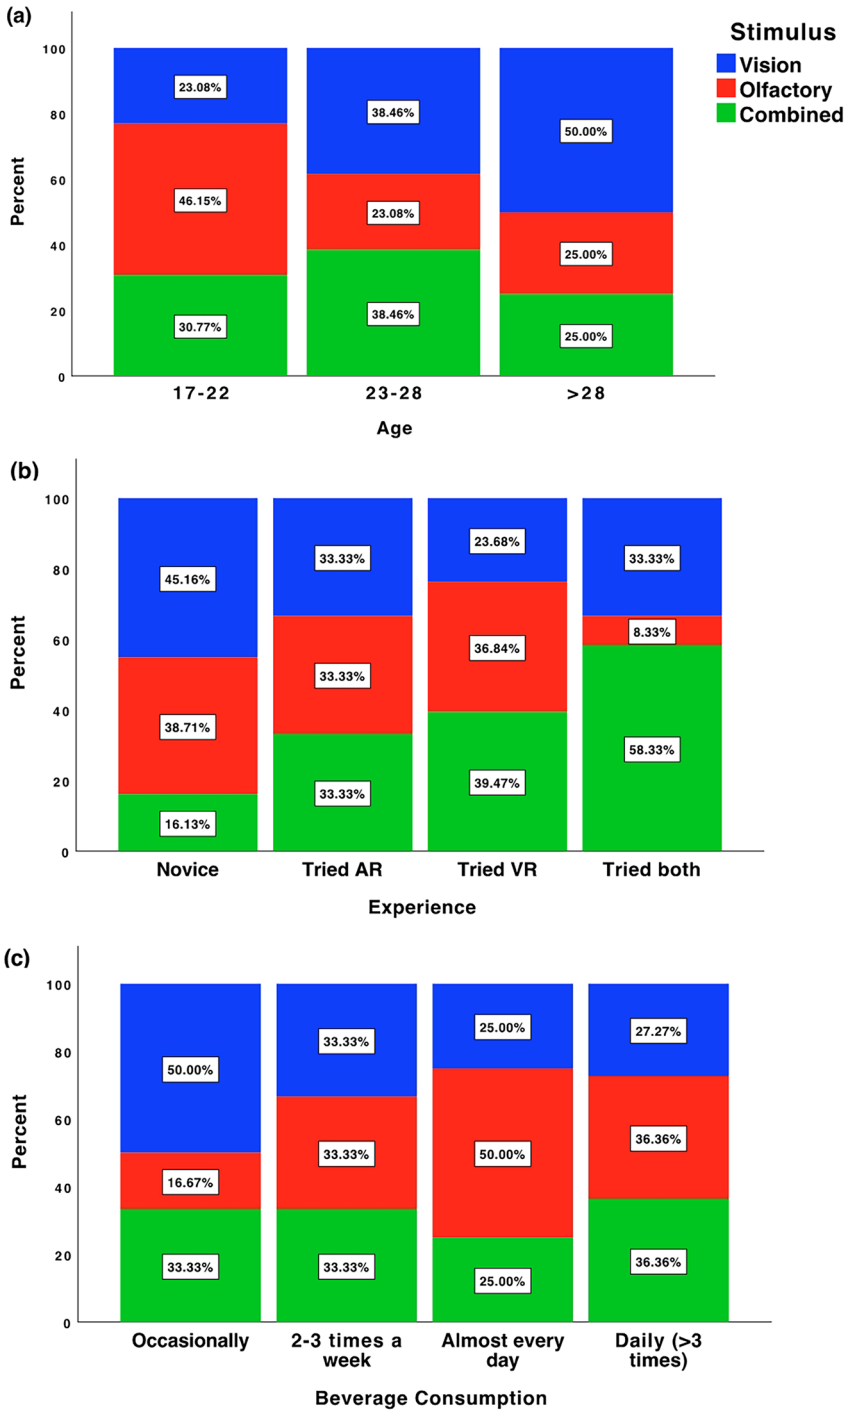 (a)
Stimulus
Vision
Olfactory
Combined
Percent
100
80
60
40
20
0
23.08%
46.15%
30.77%
38.46%
23.08%
38.46%
50.00%
25.00%
25.00%
17-22
23-28
>28
Age
(b)
Percent
100
80
60
40
20
0
45.16%
38.71%
16.13%
33.33%
33.33%
33.33%
23.68%
36.84%
39.47%
33.33%
8.33%
58.33%
Novice
Tried AR
Tried VR
Tried both
Experience
(c)
Percent
100
80
60
40
20
0
50.00%
16.67%
33.33%
33.33%
33.33%
33.33%
25.00%
50.00%
25.00%
27.27%
36.36%
36.36%
Occasionally
2-3 times a
week
Almost every
day
Daily (>3
times)
Beverage Consumption